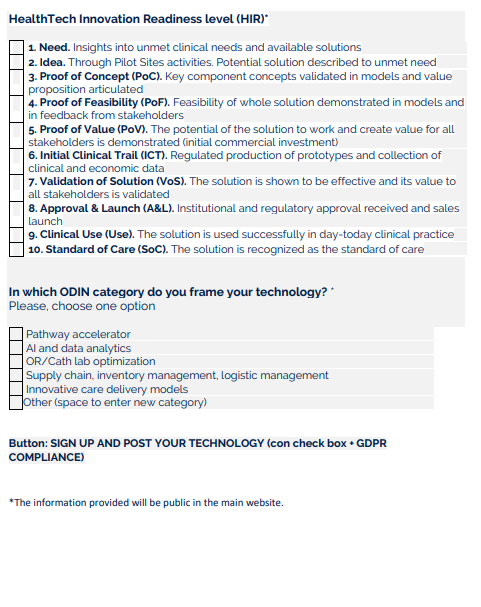 HealthTech Innovation Readiness level (HIR)*
1. Need. Insights into unmet clinical needs and available solutions
2. Idea. Through Pilot Sites activities. Potential solution described to unmet need
3. Proof of Concept (PoC). Key component concepts validated in models and value
proposition articulated
4. Proof of Feasibility (PoF). Feasibility of whole solution demonstrated in models and
in feedback from stakeholders
5. Proof of Value (PoV). The potential of the solution to work and create value for all
stakeholders is demonstrated (initial commercial investment)
6. Initial Clinical Trail (ICT). Regulated production of prototypes and collection of
clinical and economic data
7. Validation of Solution (VoS). The solution is shown to be effective and its value to
all stakeholders is validated
8. Approval & Launch (A&L). Institutional and regulatory approval received and sales
launch
9. Clinical Use (Use). The solution is used successfully in day-today clinical practice
10. Standard of Care (SoC). The solution is recognized as the standard of care
In which ODIN category do you frame your technology? *
Please, choose one option
Pathway accelerator
AI and data analytics
OR/Cath lab optimization
Supply chain, inventory management, logistic management
Innovative care delivery models
Other (space to enter new category)
Button: SIGN UP AND POST YOUR TECHNOLOGY (con check box + GDPR
COMPLIANCE)
*The information provided will be public in the main website.